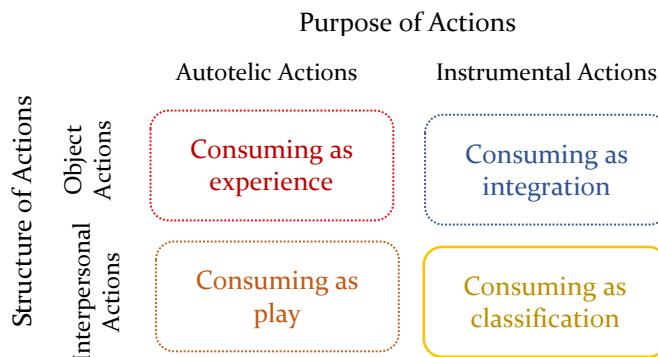 Purpose of Actions
Autotelic Actions
Instrumental Actions
Structure of Actions
Object
Actions
Consuming as
experience
Consuming as
integration
Interpersonal
Actions
Consuming as
play
Consuming as
classification